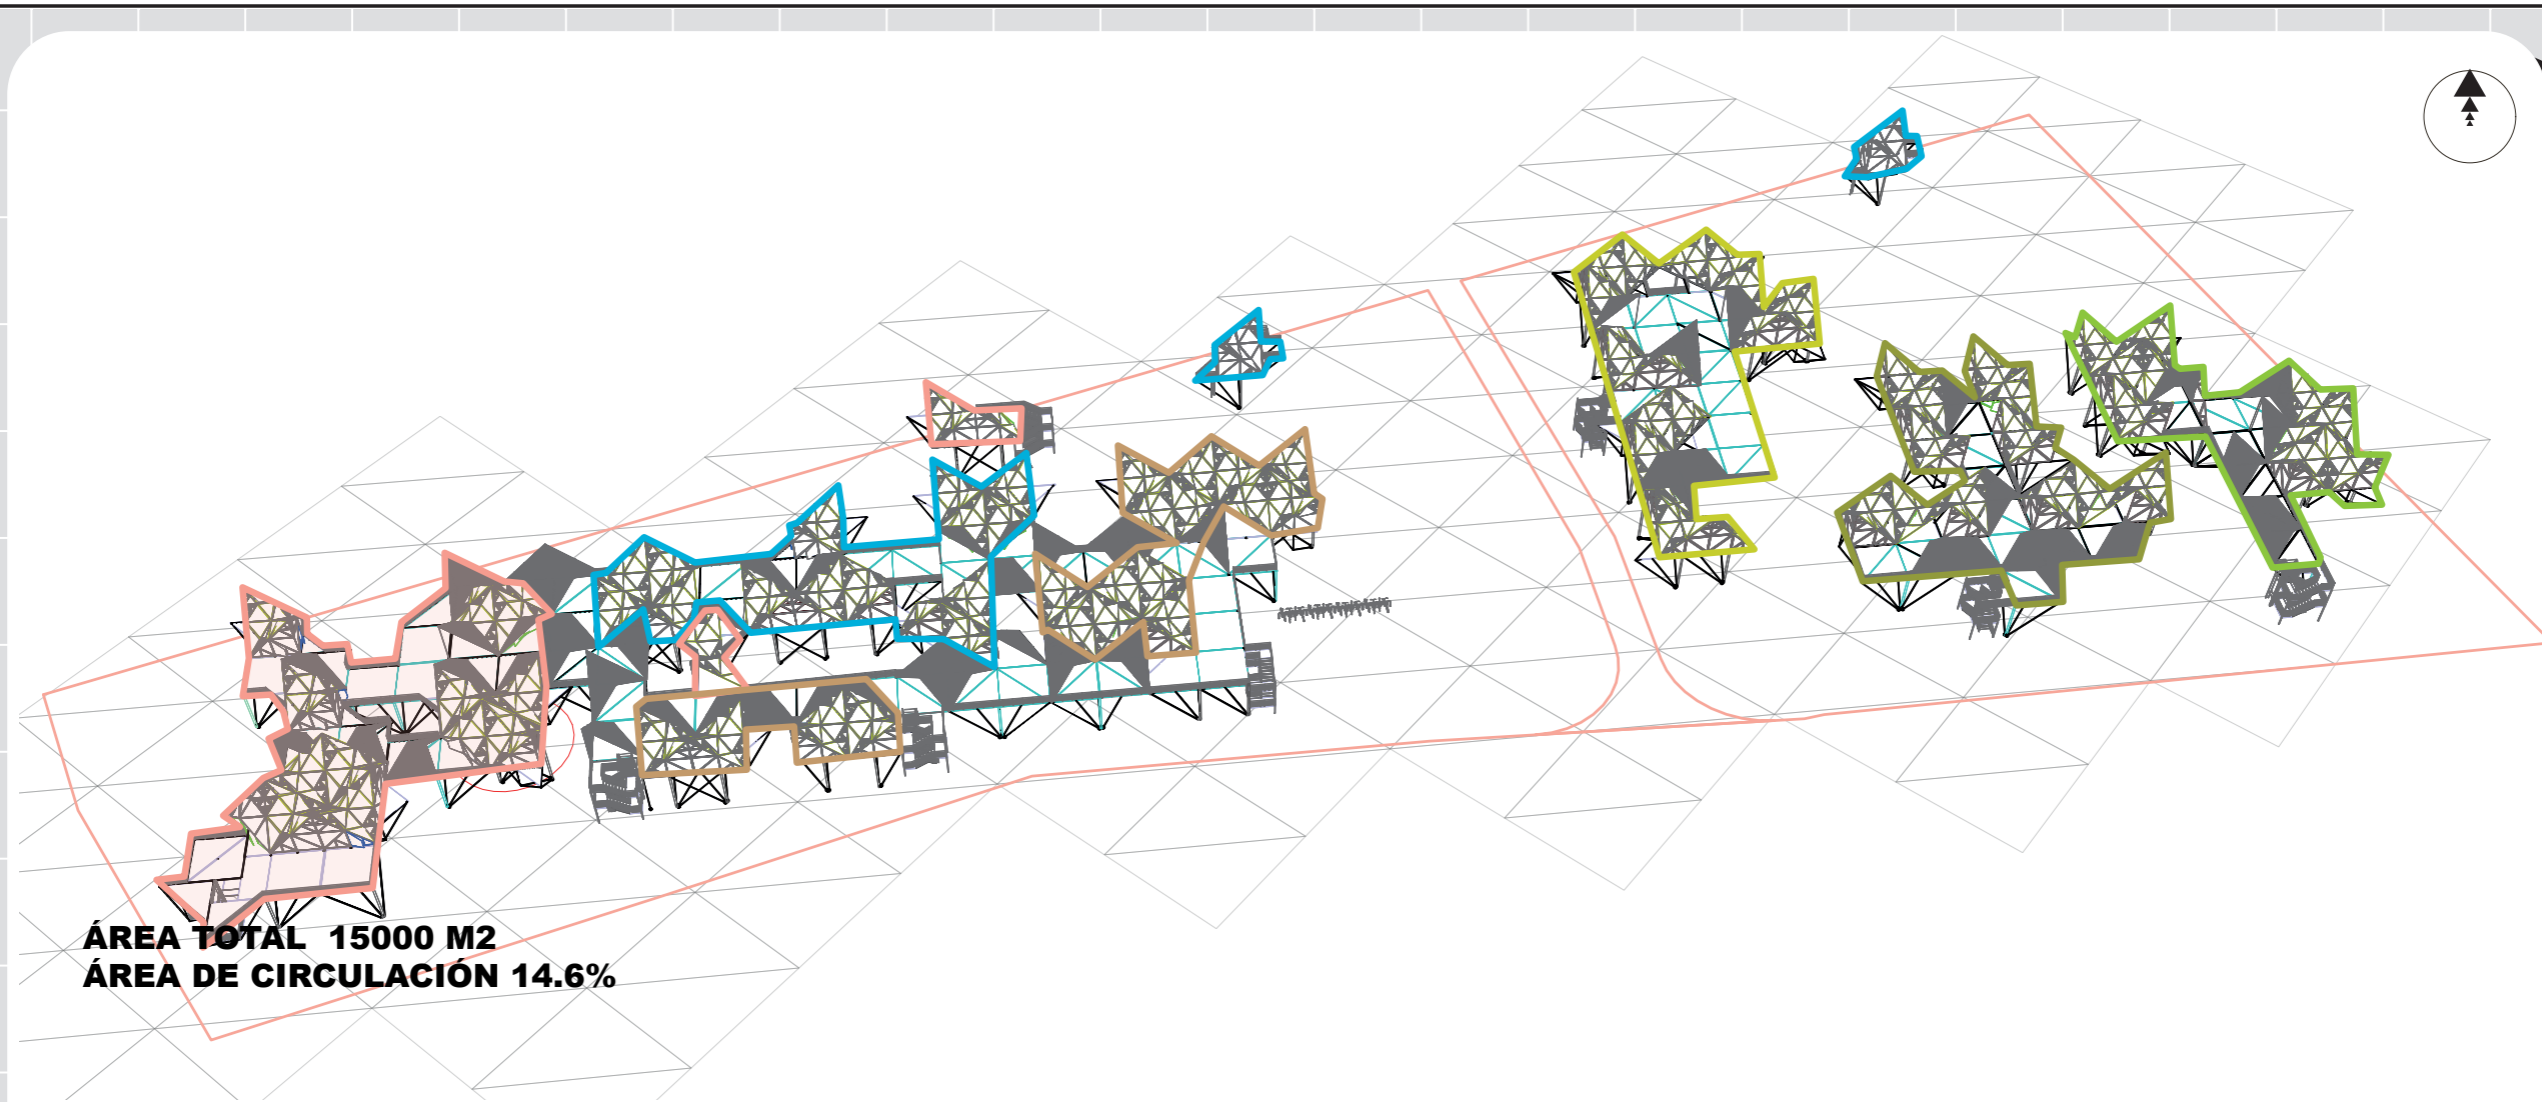 ÁREA TOTAL 15000 M2
ÁREA DE CIRCULACIÓN 14.6%